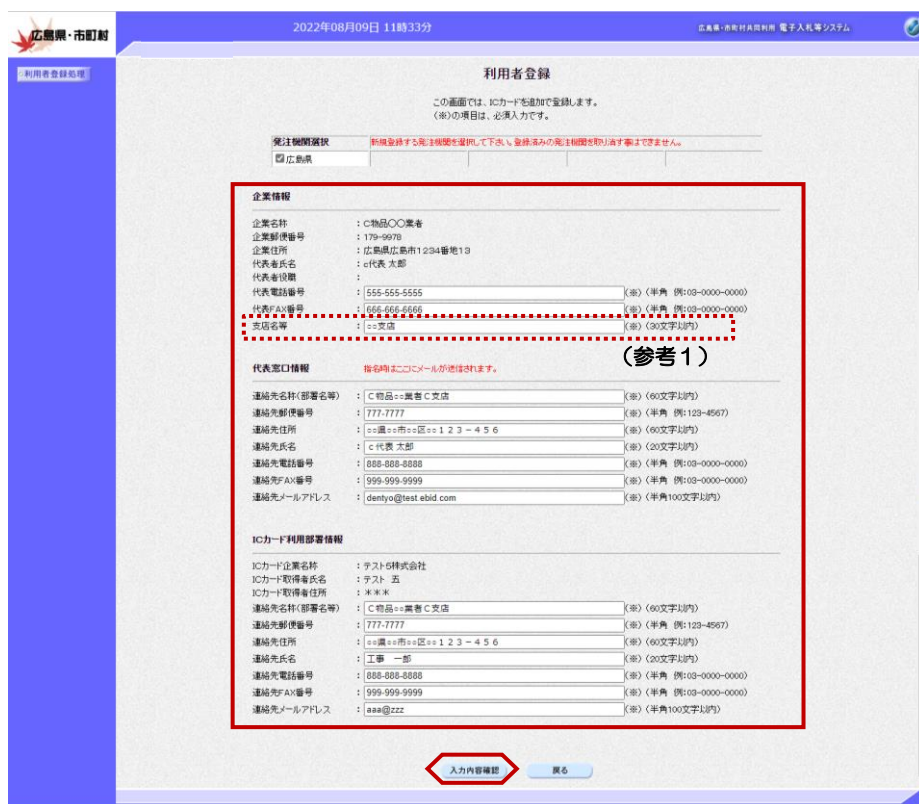 広島県・市町村
2022年08月09日 11時33分
広島県・市町村共同利用 電子入札等システム
利用者登録処理
利用者登録
この画面では、ICカードを追加で登録します。
(※)の項目は、必須入力です。
発注機関選択 新規登録する発注機関を選択して下さい。登録済みの発注機関を取り消す事はできません。
広島県
企業情報
企業名称 : C物品〇〇業者
企業郵便番号 : 179-9978
企業住所 : 広島県広島市1234番地13
代表者氏名 : c代表 太郎
代表者役職 :
代表電話番号 : 555-555-5555 (※)(半角 例:03-0000-0000)
代表FAX番号 : 666-666-6666 (※)(半角 例:03-0000-0000)
支店名等 : ○○支店 (※)(30文字以内)
(参考1)
代表窓口情報 指名時はここにメールが送信されます。
連絡先名称(部署名等) : C物品○○業者C支店 (※)(60文字以内)
連絡先郵便番号 : 777-7777 (※)(半角 例:123-4567)
連絡先住所 : ○○県○○市○○区○○123-456 (※)(60文字以内)
連絡先氏名 : c代表 太郎 (※)(20文字以内)
連絡先電話番号 : 888-888-8888 (※)(半角 例:03-0000-0000)
連絡先FAX番号 : 999-999-9999 (※)(半角 例:03-0000-0000)
連絡先メールアドレス : dentyo@test.ebid.com (※)(半角100文字以内)
ICカード利用部署情報
ICカード企業名称 : テスト5株式会社
ICカード取得者氏名 : テスト 五
ICカード取得者住所 : ***
連絡先名称(部署名等) : C物品○○業者C支店 (※)(60文字以内)
連絡先郵便番号 : 777-7777 (※)(半角 例:123-4567)
連絡先住所 : ○○県○○市○○区○○123-456 (※)(60文字以内)
連絡先氏名 : 工事 一郎 (※)(20文字以内)
連絡先電話番号 : 888-888-8888 (※)(半角 例:03-0000-0000)
連絡先FAX番号 : 999-999-9999 (※)(半角 例:03-0000-0000)
連絡先メールアドレス : aaa@zzz (※)(半角100文字以内)
入力内容確認 戻る